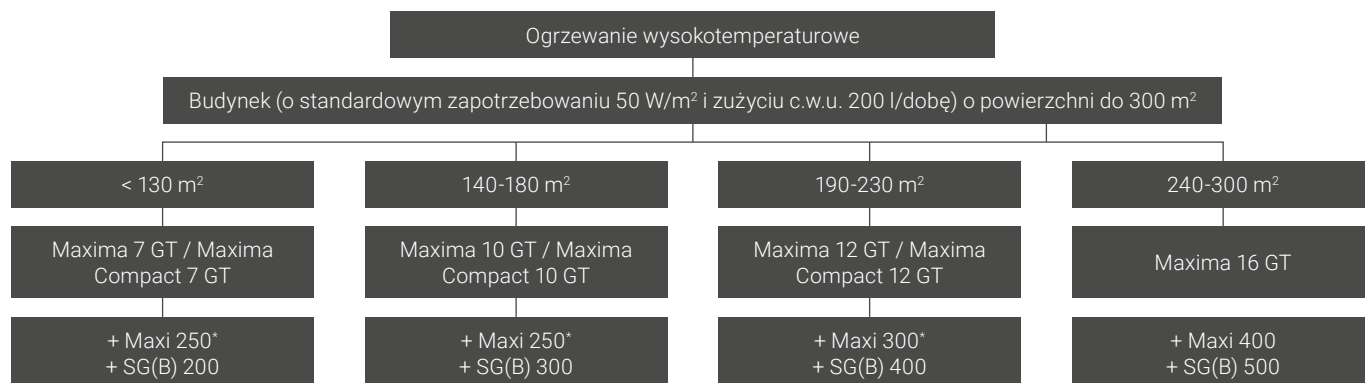 Ogrzewanie wysokotemperaturowe
Budynek (o standardowym zapotrzebowaniu 50 W/m² i zużyciu c.w.u. 200 l/dobę) o powierzchni do 300 m²
< 130 m²
140-180 m²
190-230 m²
240-300 m²
Maxima 7 GT / Maxima
Compact 7 GT
Maxima 10 GT / Maxima
Compact 10 GT
Maxima 12 GT / Maxima
Compact 12 GT
Maxima 16 GT
+ Maxi 250*
+ SG(B) 200
+ Maxi 250*
+ SG(B) 300
+ Maxi 300*
+ SG(B) 400
+ Maxi 400
+ SG(B) 500